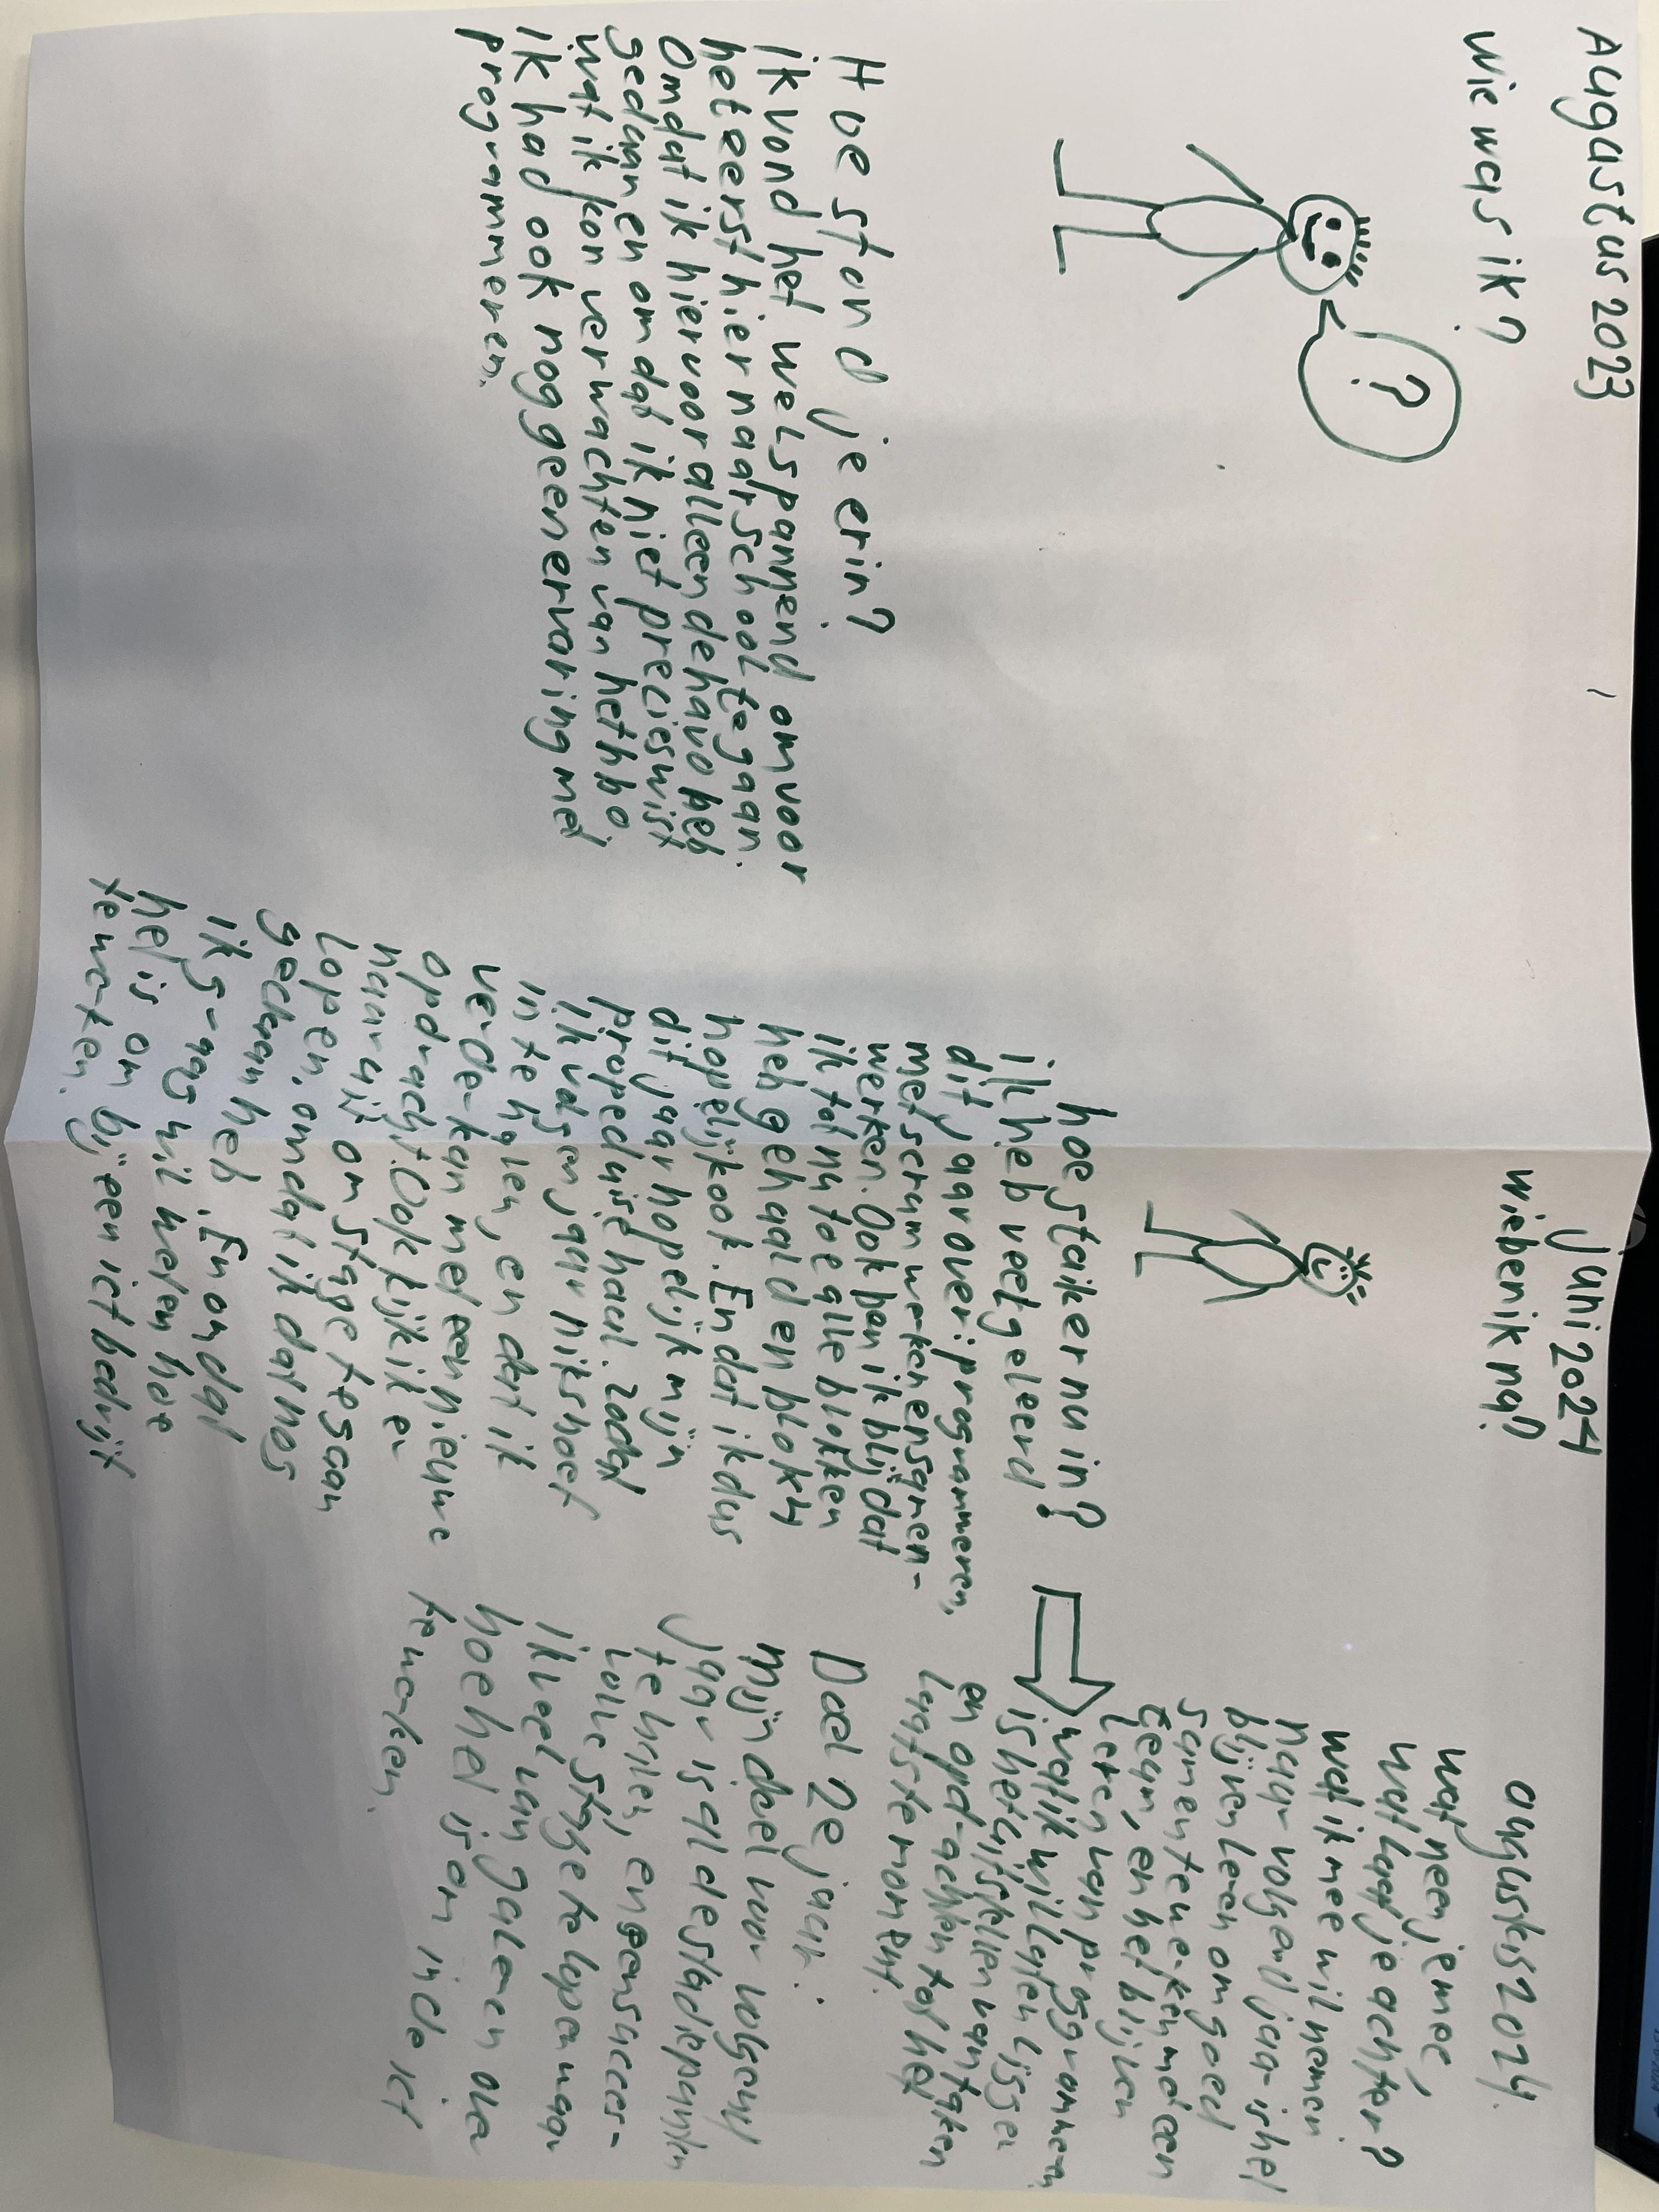 Augustus 2023
wie was ik?
?
Hoe stond je erin?
ik vond het wel spannend om voor
het eerst hier naar school te gaan.
Omdat ik hiervoor alleen de havo heb
gedaan en omdat ik niet precies wist
wat ik kon verwachten van het hbo
ik had ook nog geen ervaring met
programmeren.
juni 2024
wie ben ik nu?
hoe sta ik er nu in?
ik heb veel geleerd
dit jaar over: programmeren,
met scrum werken en samen-
werken. Ook ben ik blij dat
ik tot nu toe alle blokken
heb gehaald en blok 4
hopelijk ook. En dat ik dus
dit jaar hopelijk mijn
propedeuse haal. zodat
ik volgen jaar niks hoef
in te halen, en dat ik
verder kan met een nieuwe
opdracht. Ook kijk ik er
naar uit om stage te gaan
lopen, omdat ik dat nog
gedaan heb. En omdat
ik graag wil weten hoe
het is om bij een ict bedrijf
te werken.
augustus 2024.
wat neem je mee,
wat laat je achter?
wat ik mee wil nemen
naar volgend jaar is het
blijven leren om goed
samen te werken met een
team, en het blijven
leren van programmeren
wat ik wil laten liggen
is het uitstellen van taken
en opdrachten tot het
laatste moment.
Doel 2e jaar:
mijn doel voor volgend
jaar is al de studiepunten
te halen, en een succes-
volle stage te lopen waar
ik veel van ga leren over
hoe het is om in de ict
te werken.